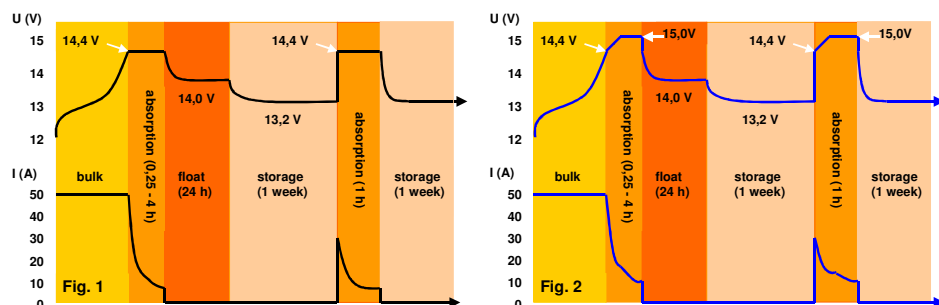 U (V)
15
14
13
12
I (A)
50
40
30
20
10
0
14,4 V
14,0 V
13,2 V
14,4 V
bulk
absorption (0,25 - 4 h)
float
(24 h)
storage
(1 week)
absorption (1 h)
storage
(1 week)
Fig. 1
U (V)
15
14
13
12
I (A)
50
40
30
20
10
0
14,4 V
15,0V
14,0 V
13,2 V
14,4 V
15,0V
bulk
absorption (0,25 - 4 h)
float
(24 h)
storage
(1 week)
absorption (1 h)
storage
(1 week)
Fig. 2